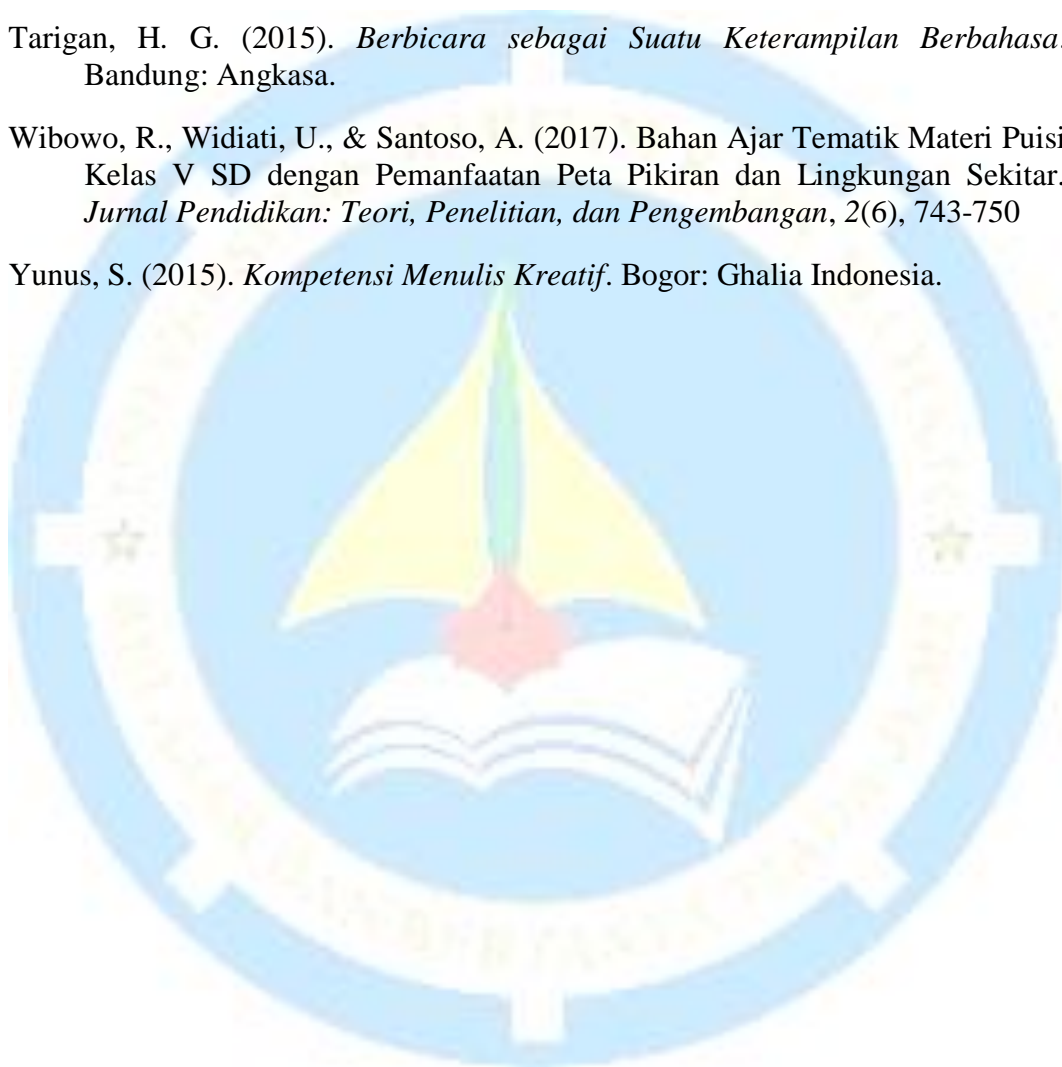 Tarigan, H. G. (2015). Berbicara sebagai Suatu Keterampilan Berbahasa.
Bandung: Angkasa.
Wibowo, R., Widiati, U., & Santoso, A. (2017). Bahan Ajar Tematik Materi Puisi
Kelas V SD dengan Pemanfaatan Peta Pikiran dan Lingkungan Sekitar.
Jurnal Pendidikan: Teori, Penelitian, dan Pengembangan, 2(6), 743-750
Yunus, S. (2015). Kompetensi Menulis Kreatif. Bogor: Ghalia Indonesia.